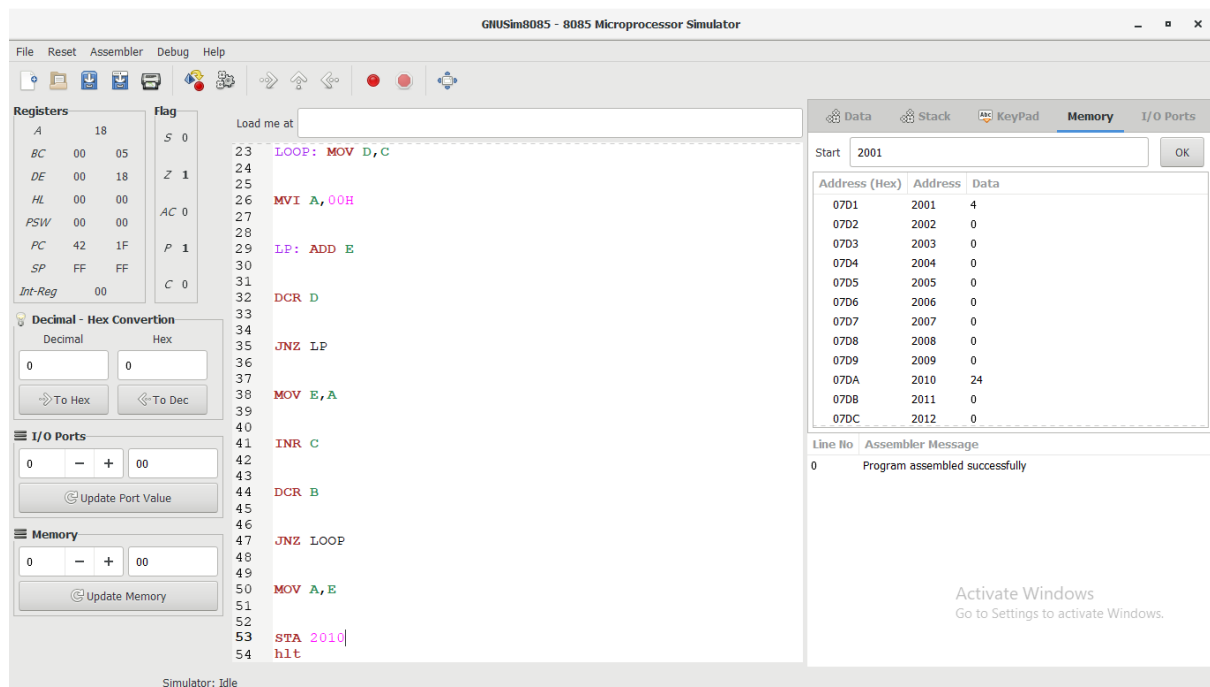 GNUSim8085 - 8085 Microprocessor Simulator
File Reset Assembler Debug Help
Registers
A 18
BC 00 05
DE 00 18
HL 00 00
PSW 00 00
PC 42 1F
SP FF FF
Int-Reg 00
Flag
S 0
Z 1
AC 0
P 1
C 0
Decimal - Hex Convertion
Decimal Hex
0 0
To Hex To Dec
I/O Ports
0 − + 00
Update Port Value
Memory
0 − + 00
Update Memory
Load me at
23 LOOP: MOV D,C
24
25
26 MVI A,00H
27
28
29 LP: ADD E
30
31
32 DCR D
33
34
35 JNZ LP
36
37
38 MOV E,A
39
40
41 INR C
42
43
44 DCR B
45
46
47 JNZ LOOP
48
49
50 MOV A,E
51
52
53 STA 2010
54 hlt
Data Stack Abc KeyPad Memory I/O Ports
Start 2001 OK
Address (Hex) Address Data
07D1 2001 4
07D2 2002 0
07D3 2003 0
07D4 2004 0
07D5 2005 0
07D6 2006 0
07D7 2007 0
07D8 2008 0
07D9 2009 0
07DA 2010 24
07DB 2011 0
07DC 2012 0
Line No Assembler Message
0 Program assembled successfully
Activate Windows
Go to Settings to activate Windows.
Simulator: Idle